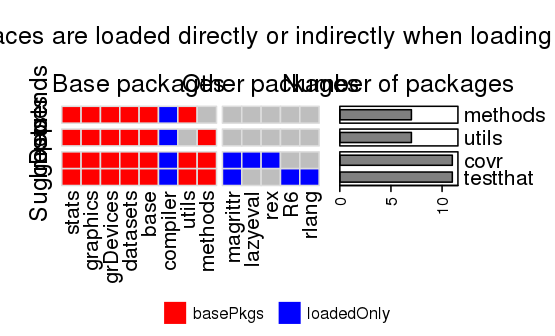 aces are loaded directly or indirectly when loading
Base packages
Other packages
Number of packages
Depends
Imports
Suggests
methods
utils
covr
testthat
stats
graphics
grDevices
datasets
base
compiler
utils
methods
magrittr
lazyeval
rex
R6
rlang
0
5
10
basePkgs
loadedOnly